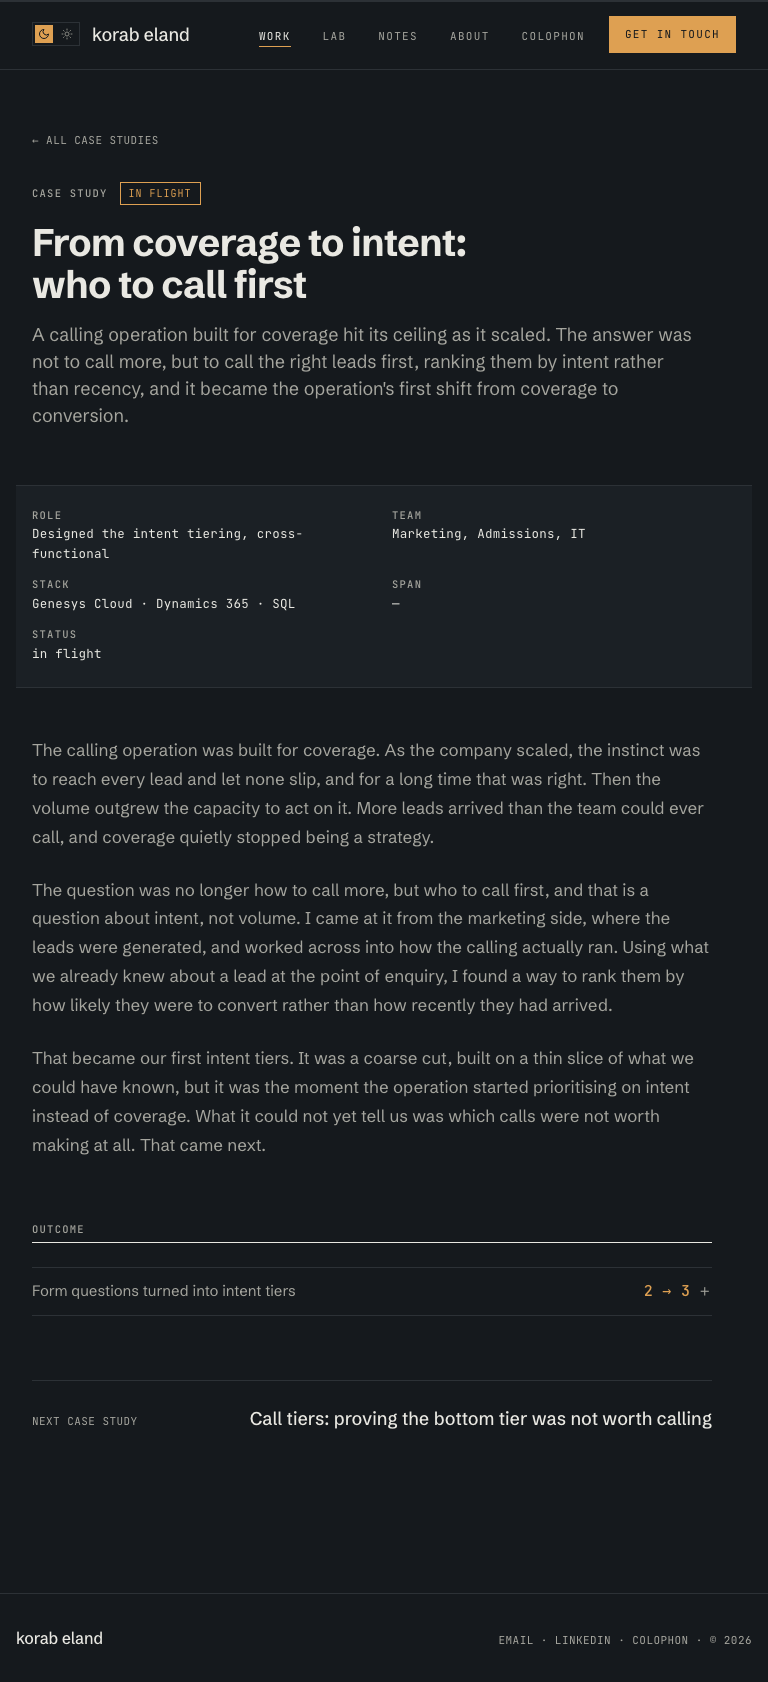 korab eland
WORK LAB NOTES ABOUT COLOPHON GET IN TOUCH
← ALL CASE STUDIES
CASE STUDY IN FLIGHT
From coverage to intent:
who to call first
A calling operation built for coverage hit its ceiling as it scaled. The answer was
not to call more, but to call the right leads first, ranking them by intent rather
than recency, and it became the operation's first shift from coverage to
conversion.
ROLE
Designed the intent tiering, cross-
functional
TEAM
Marketing, Admissions, IT
STACK
Genesys Cloud · Dynamics 365 · SQL
SPAN
—
STATUS
in flight
The calling operation was built for coverage. As the company scaled, the instinct was
to reach every lead and let none slip, and for a long time that was right. Then the
volume outgrew the capacity to act on it. More leads arrived than the team could ever
call, and coverage quietly stopped being a strategy.
The question was no longer how to call more, but who to call first, and that is a
question about intent, not volume. I came at it from the marketing side, where the
leads were generated, and worked across into how the calling actually ran. Using what
we already knew about a lead at the point of enquiry, I found a way to rank them by
how likely they were to convert rather than how recently they had arrived.
That became our first intent tiers. It was a coarse cut, built on a thin slice of what we
could have known, but it was the moment the operation started prioritising on intent
instead of coverage. What it could not yet tell us was which calls were not worth
making at all. That came next.
OUTCOME
Form questions turned into intent tiers 2 → 3 +
NEXT CASE STUDY Call tiers: proving the bottom tier was not worth calling
korab eland
EMAIL · LINKEDIN · COLOPHON · © 2026